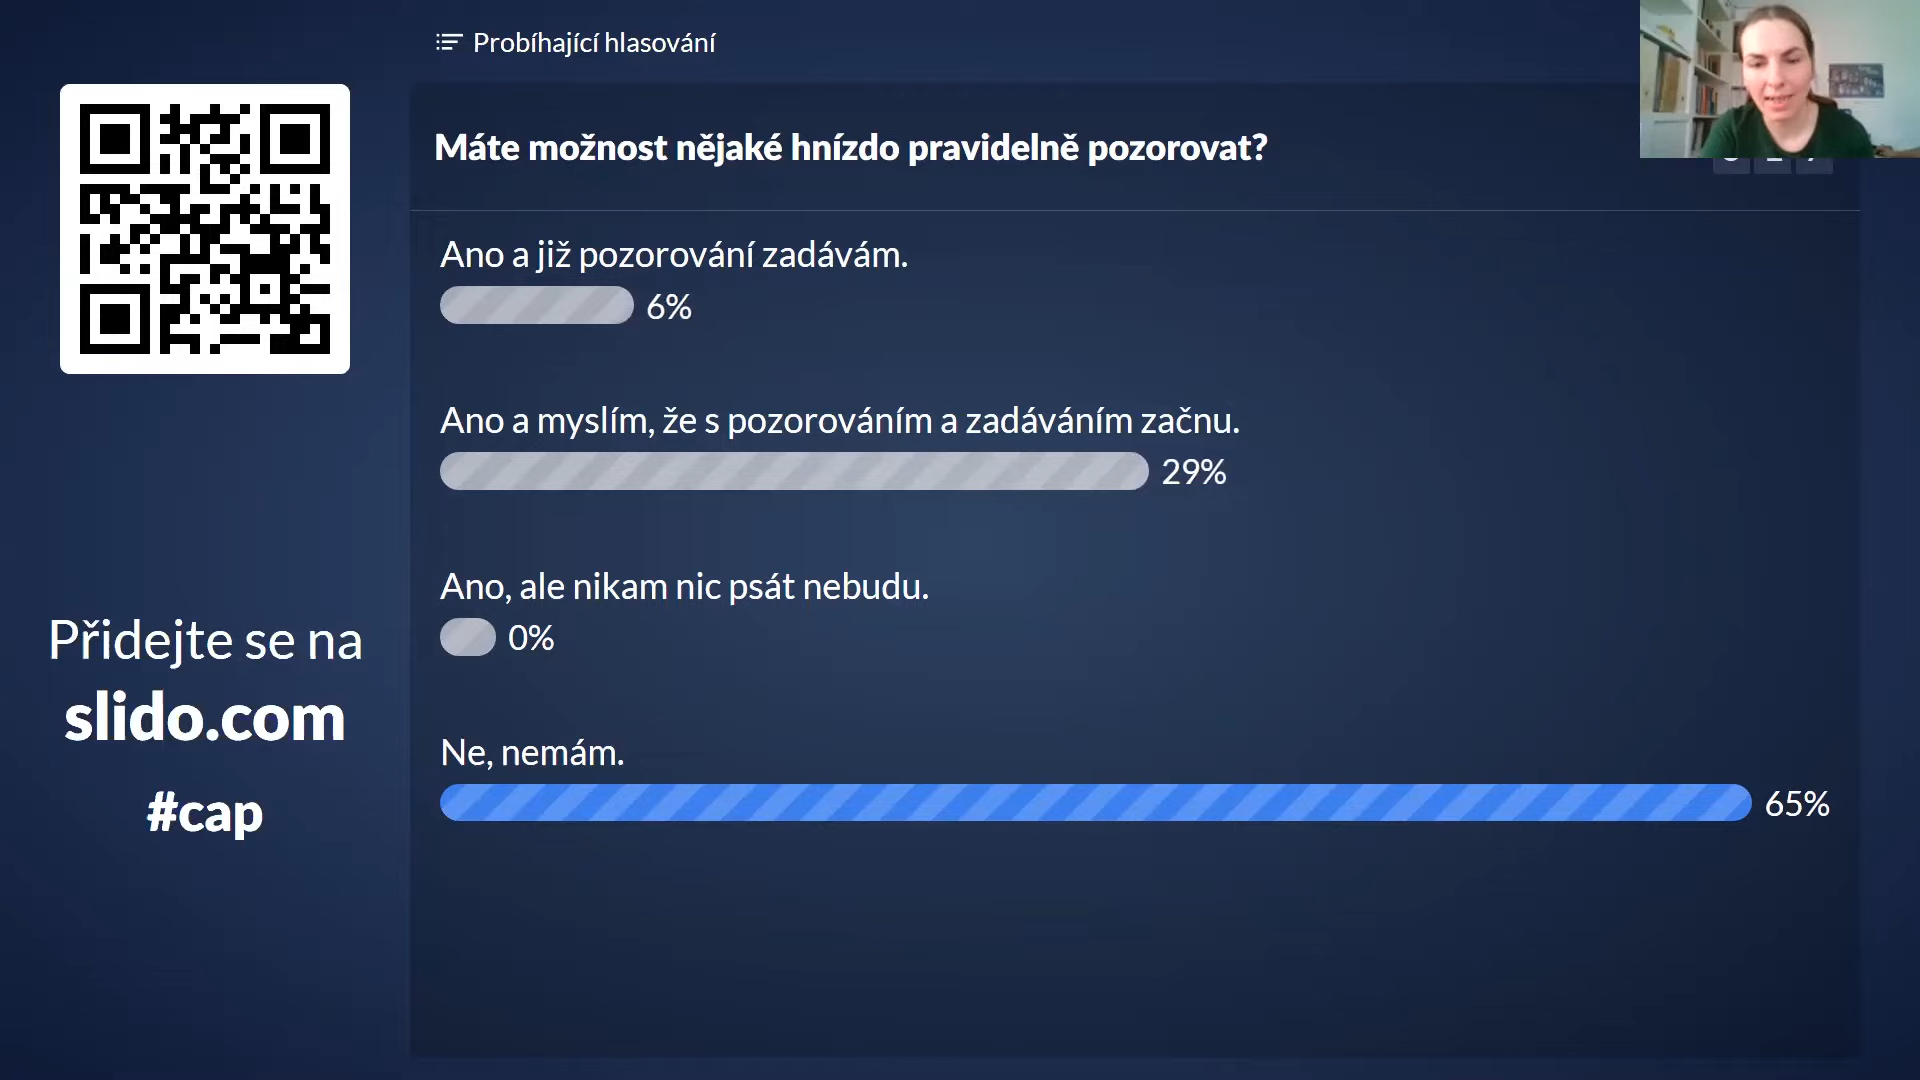 Probíhající hlasování
Máte možnost nějaké hnízdo pravidelně pozorovat?
Ano a již pozorování zadávám.
6%
Ano a myslím, že s pozorováním a zadáváním začnu.
29%
Ano, ale nikam nic psát nebudu.
0%
Ne, nemám.
65%
Přidejte se na
slido.com
#cap